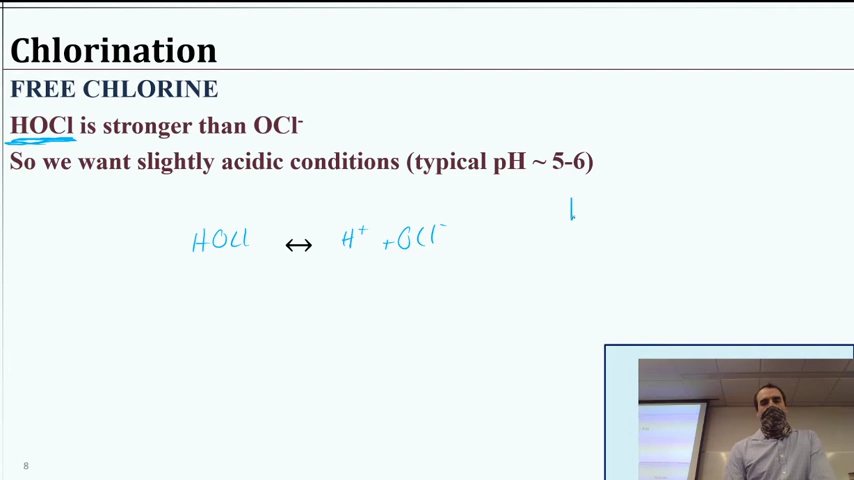 Chlorination
FREE CHLORINE
HOCl is stronger than OCl-
So we want slightly acidic conditions (typical pH ~ 5-6)
HOCl ↔ H+ + OCl-
8